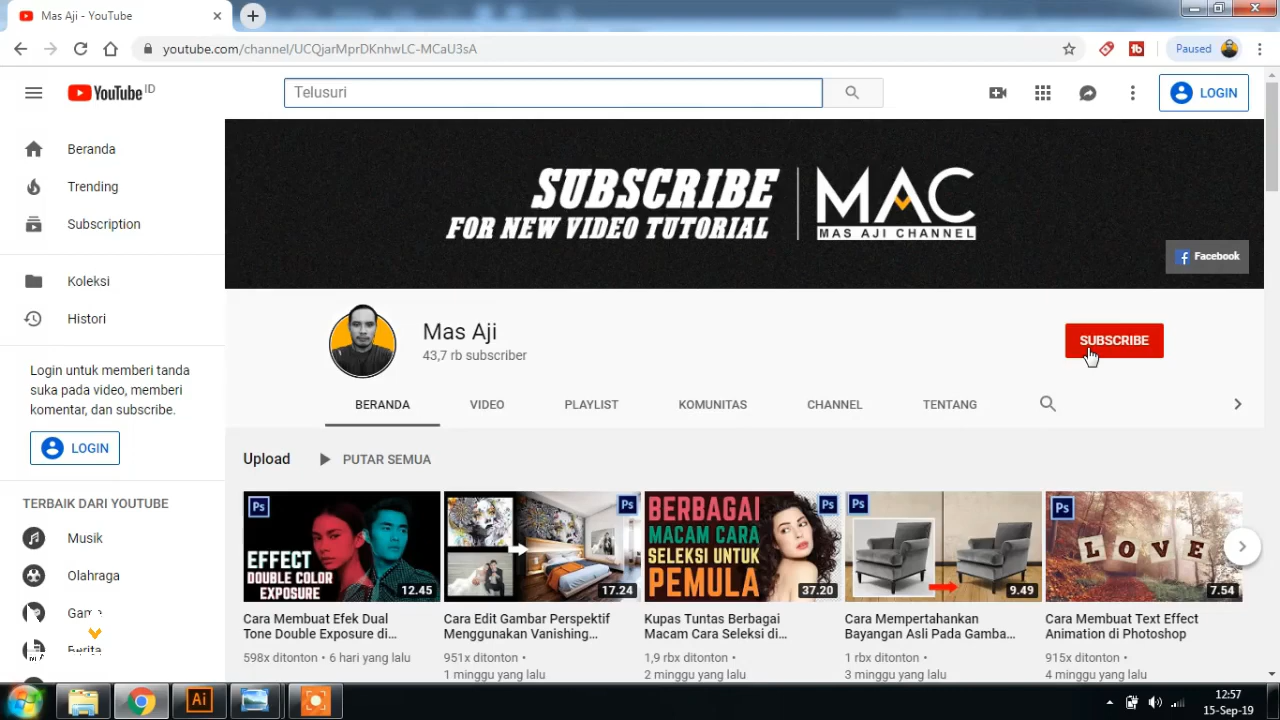 Mas Aji - YouTube
youtube.com/channel/UCQjarMprDKnhwLC-MCaU3sA
Paused
YouTube ID
Telusuri
LOGIN
Beranda
Trending
Subscription
Koleksi
Histori
Login untuk memberi tanda
suka pada video, memberi
komentar, dan subscribe.
LOGIN
TERBAIK DARI YOUTUBE
Musik
Olahraga
SUBSCRIBE
FOR NEW VIDEO TUTORIAL
MAC
MAS AJI CHANNEL
Facebook
Mas Aji
43,7 rb subscriber
SUBSCRIBE
BERANDA
VIDEO
PLAYLIST
KOMUNITAS
CHANNEL
TENTANG
Upload
PUTAR SEMUA
Ps
EFFECT
DOUBLE COLOR
EXPOSURE
12.45
Cara Membuat Efek Dual
Tone Double Exposure di...
598x ditonton • 6 hari yang lalu
Ps
17.24
Cara Edit Gambar Perspektif
Menggunakan Vanishing...
951x ditonton •
1 minggu yang lalu
Ps
BERBAGAI
MACAM CARA
SELEKSI UNTUK
PEMULA
37.20
Kupas Tuntas Berbagai
Macam Cara Seleksi di...
1,9 rbx ditonton •
2 minggu yang lalu
Ps
9.49
Cara Mempertahankan
Bayangan Asli Pada Gamba...
1 rbx ditonton •
3 minggu yang lalu
Ps
LOVE
7.54
Cara Membuat Text Effect
Animation di Photoshop
915x ditonton •
4 minggu yang lalu
Ai
12:57
15-Sep-19